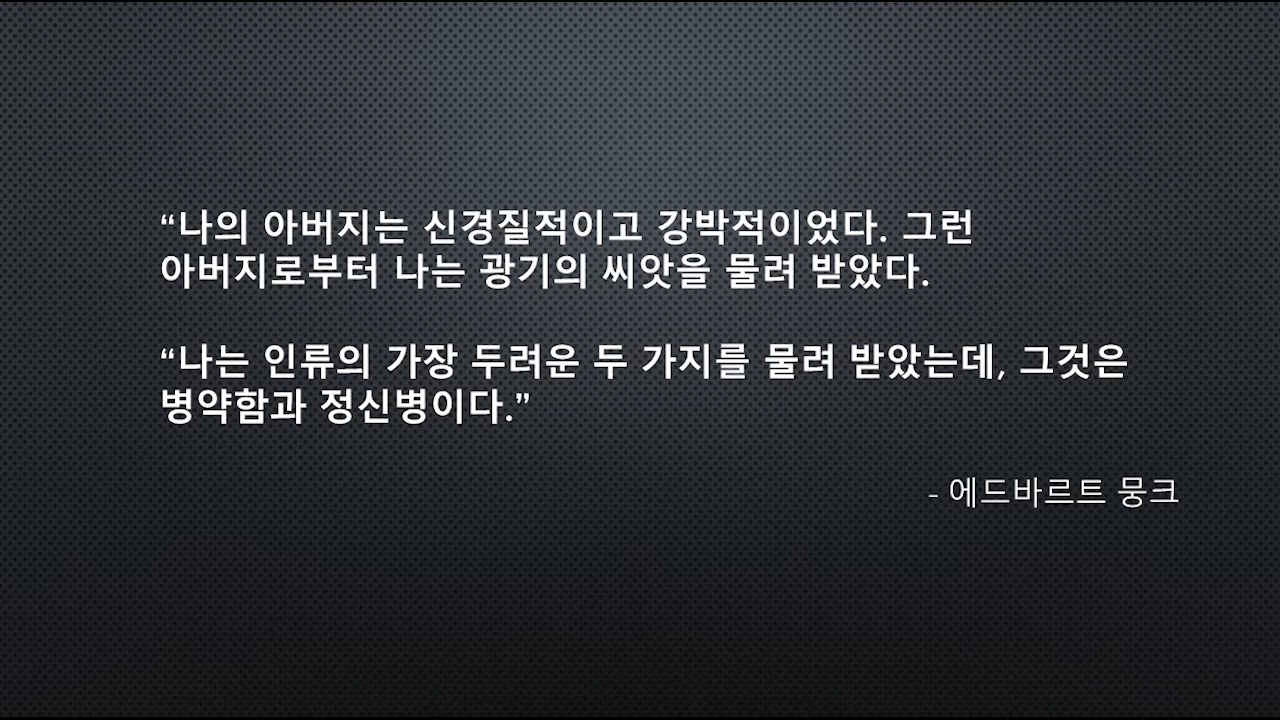 “나의 아버지는 신경질적이고 강박적이었다. 그런
아버지로부터 나는 광기의 씨앗을 물려 받았다.
“나는 인류의 가장 두려운 두 가지를 물려 받았는데, 그것은
병약함과 정신병이다.”
- 에드바르트 뭉크